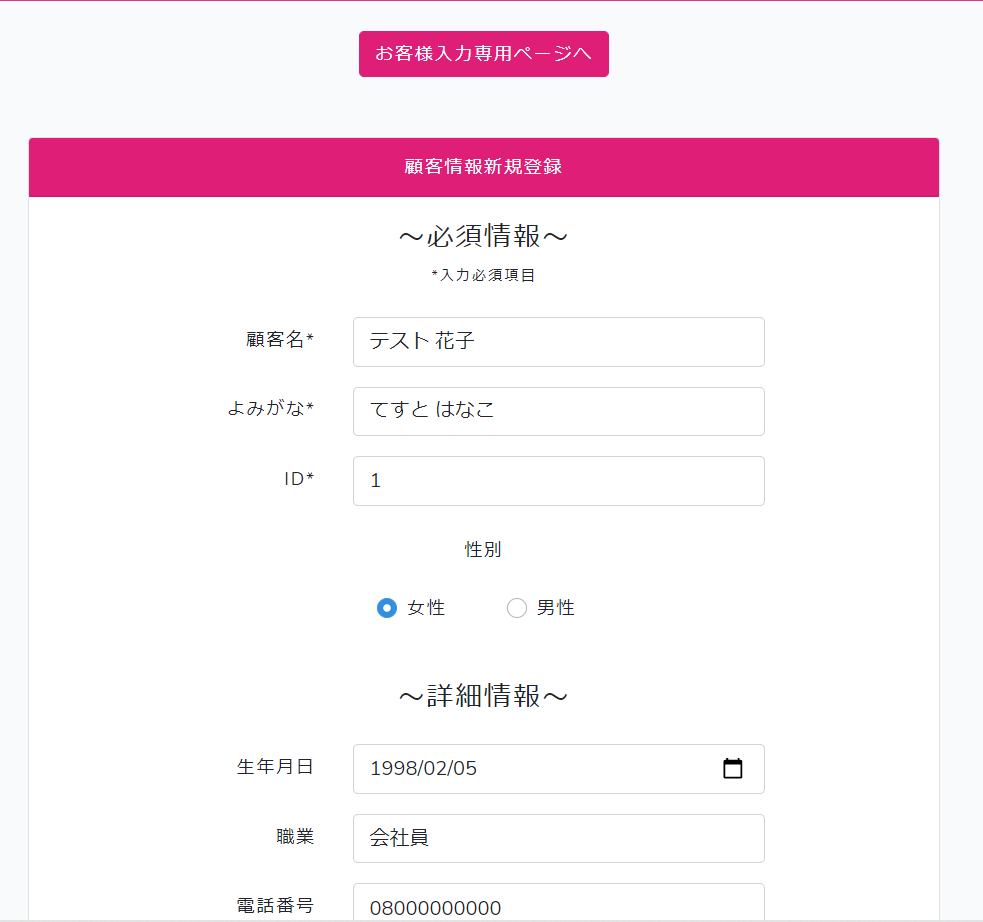 お客様入力専用ページへ
顧客情報新規登録
～必須情報～
*入力必須項目
顧客名* テスト 花子
よみがな* てすと はなこ
ID* 1
性別
女性 男性
～詳細情報～
生年月日 1998/02/05
職業 会社員
電話番号 08000000000